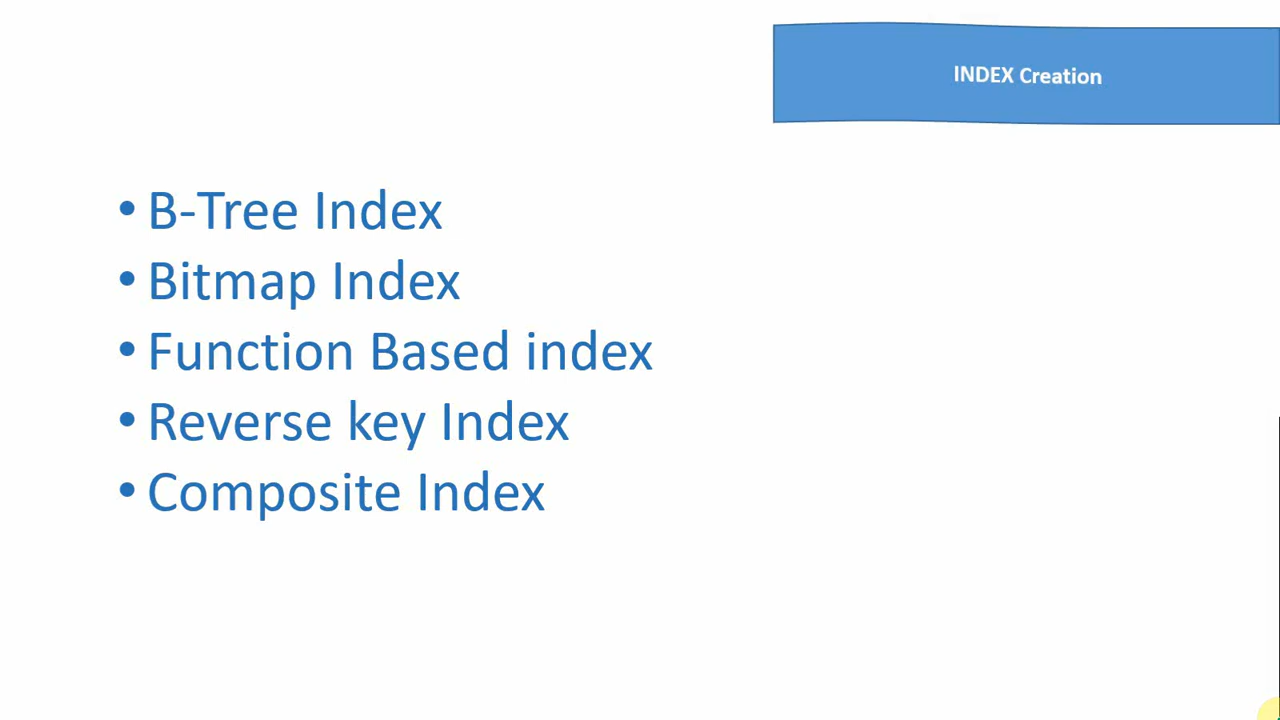 INDEX Creation
• B-Tree Index
• Bitmap Index
• Function Based index
• Reverse key Index
• Composite Index